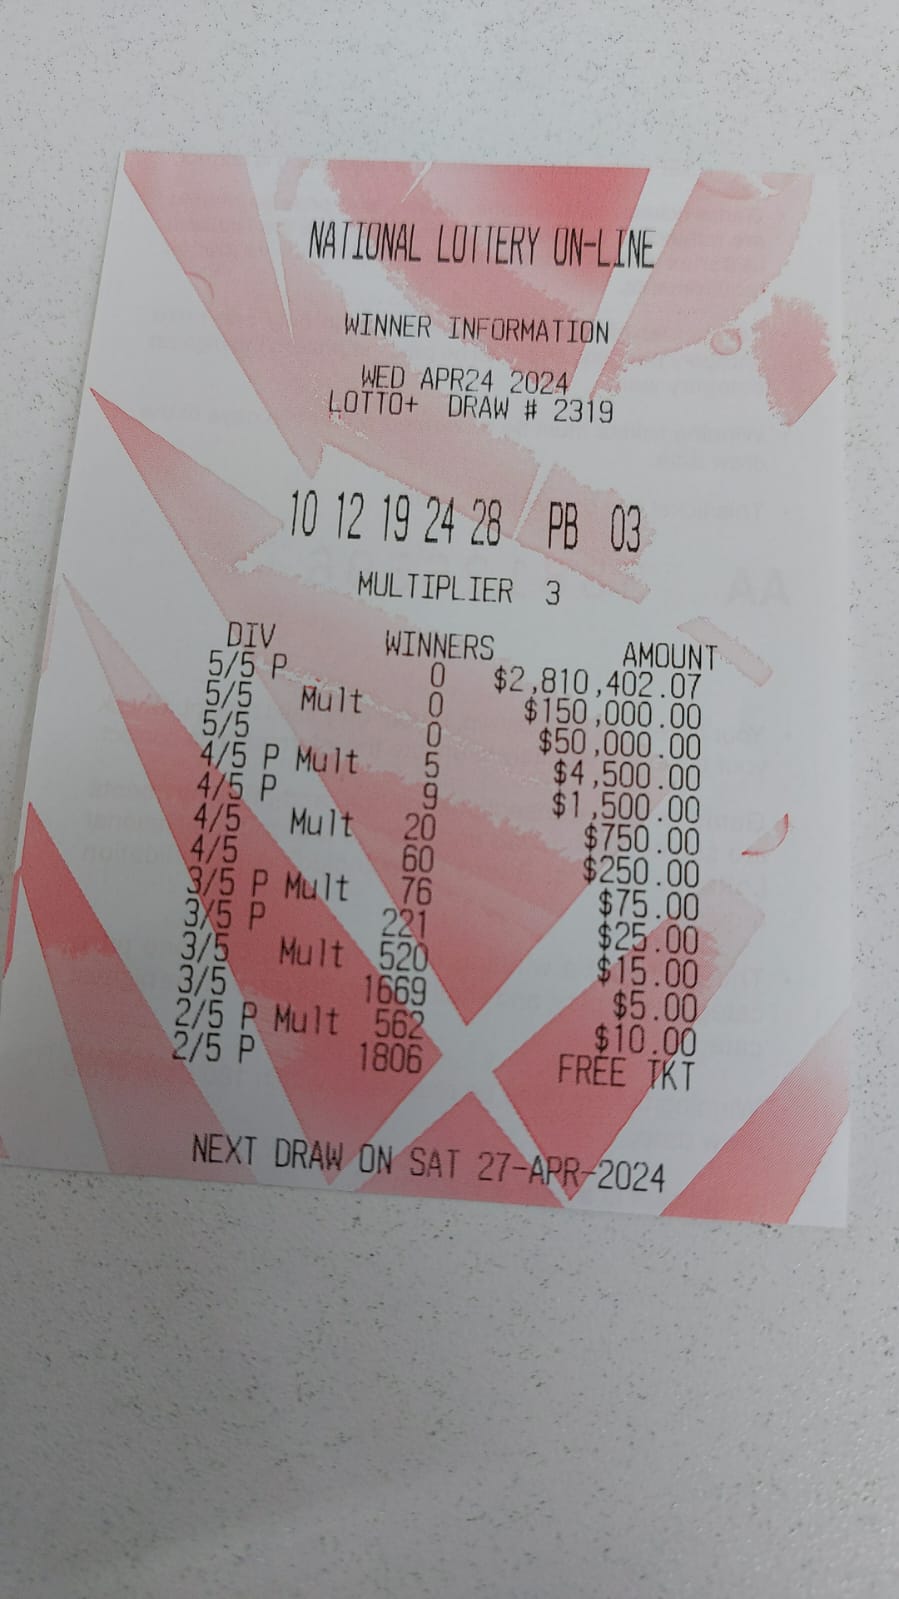 NATIONAL LOTTERY ON-LINE
WINNER INFORMATION
WED APR24 2024
LOTTO+ DRAW # 2319
10 12 19 24 28 PB 03
MULTIPLIER 3
DIV WINNERS AMOUNT
5/5 P 0 $2,810,402.07
5/5 Mult 0 $150,000.00
5/5 0 $50,000.00
4/5 P Mult 5 $4,500.00
4/5 P 9 $1,500.00
4/5 Mult 20 $750.00
4/5 60 $250.00
3/5 P Mult 76 $75.00
3/5 P 221 $25.00
3/5 Mult 520 $15.00
3/5 1669 $5.00
2/5 P Mult 562 $10.00
2/5 P 1806 FREE TKT
NEXT DRAW ON SAT 27-APR-2024